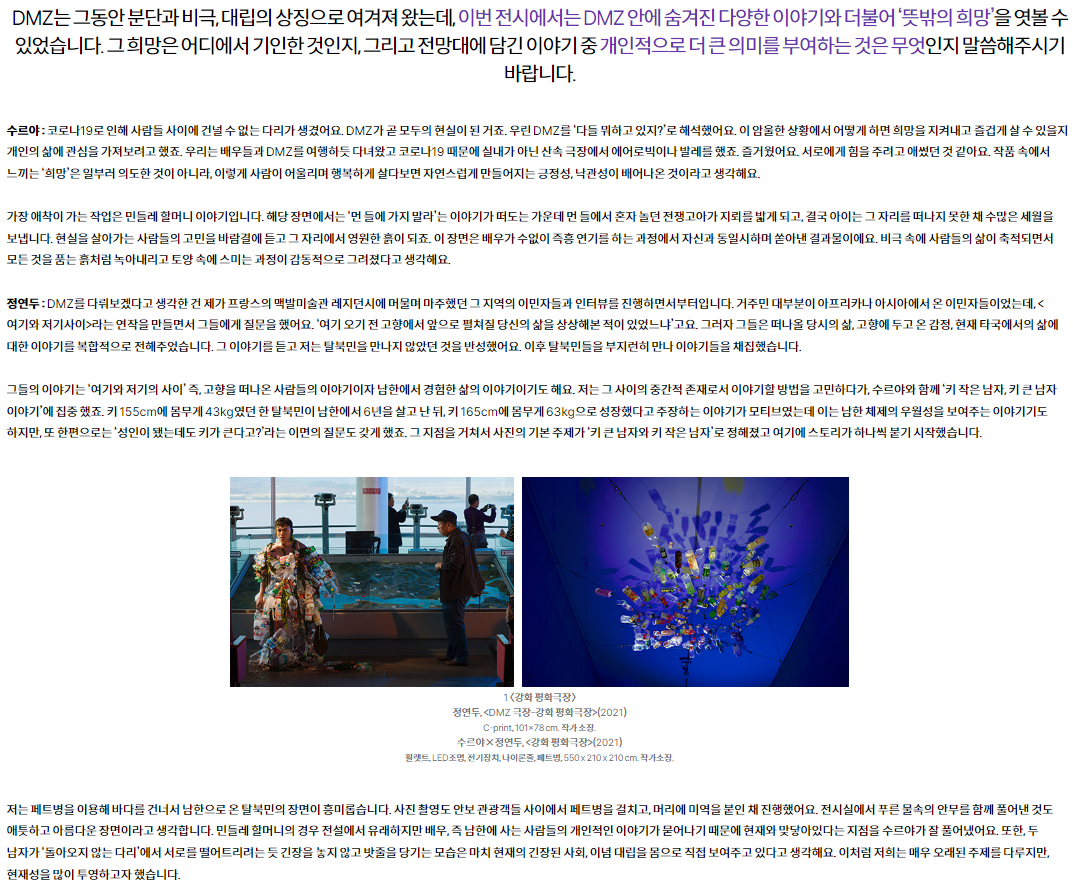 DMZ는 그동안 분단과 비극, 대립의 상징으로 여겨져 왔는데, 이번 전시에서는 DMZ 안에 숨겨진 다양한 이야기와 더불어 ‘뜻밖의 희망’을 엿볼 수
있었습니다. 그 희망은 어디에서 기인한 것인지, 그리고 전망대에 담긴 이야기 중 개인적으로 더 큰 의미를 부여하는 것은 무엇인지 말씀해주시기
바랍니다.
수르야 : 코로나19로 인해 사람들 사이에 건널 수 없는 다리가 생겼어요. DMZ가 곧 모두의 현실이 된 거죠. 우린 DMZ를 ‘다들 뭐하고 있지?’로 해석했어요. 이 암울한 상황에서 어떻게 하면 희망을 지켜내고 즐겁게 살 수 있을지
개인의 삶에 관심을 가져보려고 했죠. 우리는 배우들과 DMZ를 여행하듯 다녀왔고 코로나19 때문에 실내가 아닌 산속 극장에서 에어로빅이나 발레를 했죠. 즐거웠어요. 서로에게 힘을 주려고 애썼던 것 같아요. 작품 속에서
느끼는 ‘희망’은 일부러 의도한 것이 아니라, 이렇게 사람이 어울리며 행복하게 살다보면 자연스럽게 만들어지는 긍정성, 낙관성이 배어나온 것이라고 생각해요.
가장 애착이 가는 작업은 민들레 할머니 이야기입니다. 해당 장면에서는 ‘먼 들에 가지 말라’는 이야기가 떠도는 가운데 먼 들에서 혼자 놀던 전쟁고아가 지뢰를 밟게 되고, 결국 아이는 그 자리를 떠나지 못한 채 수많은 세월을
보냅니다. 현실을 살아가는 사람들의 고민을 바람결에 듣고 그 자리에서 영원한 흙이 되죠. 이 장면은 배우가 수없이 즉흥 연기를 하는 과정에서 자신과 동일시하며 쏟아낸 결과물이에요. 비극 속에 사람들의 삶이 축적되면서
모든 것을 품는 흙처럼 녹아내리고 토양 속에 스미는 과정이 감동적으로 그려졌다고 생각해요.
정연두 : DMZ를 다뤄보겠다고 생각한 건 제가 프랑스의 맥발미술관 레지던시에 머물며 마주했던 그 지역의 이민자들과 인터뷰를 진행하면서부터입니다. 거주민 대부분이 아프리카나 아시아에서 온 이민자들이었는데, <
여기와 저기사이>라는 연작을 만들면서 그들에게 질문을 했어요. ‘여기 오기 전 고향에서 앞으로 펼쳐질 당신의 삶을 상상해본 적이 있었느냐’고요. 그러자 그들은 떠나올 당시의 삶, 고향에 두고 온 감정, 현재 타국에서의 삶에
대한 이야기를 복합적으로 전해주었습니다. 그 이야기를 듣고 저는 탈북민을 만나지 않았던 것을 반성했어요. 이후 탈북민들을 부지런히 만나 이야기들을 채집했습니다.
그들의 이야기는 ‘여기와 저기의 사이’ 즉, 고향을 떠나온 사람들의 이야기이자 남한에서 경험한 삶의 이야기이기도 해요. 저는 그 사이의 중간적 존재로서 이야기할 방법을 고민하다가, 수르야와 함께 ‘키 작은 남자, 키 큰 남자
이야기’에 집중 했죠. 키 155cm에 몸무게 43kg였던 한 탈북민이 남한에서 6년을 살고 난 뒤, 키 165cm에 몸무게 63kg으로 성장했다고 주장하는 이야기가 모티브였는데 이는 남한 체제의 우월성을 보여주는 이야기기도
하지만, 또 한편으로는 ‘성인이 됐는데도 키가 큰다고?’라는 이면의 질문도 갖게 했죠. 그 지점을 거쳐서 사진의 기본 주제가 ‘키 큰 남자와 키 작은 남자’로 정해졌고 여기에 스토리가 하나씩 붙기 시작했습니다.
1 <강화 평화극장>
정연두, <DMZ 극장-강화 평화극장>(2021)
C-print, 101×78 cm. 작가 소장.
수르야×정연두, <강화 평화극장>(2021)
팔렛트, LED조명, 전기장치, 나이론줄, 페트병, 550 x 210 x 210 cm. 작가소장.
저는 페트병을 이용해 바다를 건너서 남한으로 온 탈북민의 장면이 흥미롭습니다. 사진 촬영도 안보 관광객들 사이에서 페트병을 걸치고, 머리에 미역을 붙인 채 진행했어요. 전시실에서 푸른 물속의 안무를 함께 풀어낸 것도
애틋하고 아름다운 장면이라고 생각합니다. 민들레 할머니의 경우 전설에서 유래하지만 배우, 즉 남한에 사는 사람들의 개인적인 이야기가 묻어나기 때문에 현재와 맞닿아있다는 지점을 수르야가 잘 풀어냈어요. 또한, 두
남자가 ‘돌아오지 않는 다리’에서 서로를 떨어트리려는 듯 긴장을 놓지 않고 밧줄을 당기는 모습은 마치 현재의 긴장된 사회, 이념 대립을 몸으로 직접 보여주고 있다고 생각해요. 이처럼 저희는 매우 오래된 주제를 다루지만,
현재성을 많이 투영하고자 했습니다.